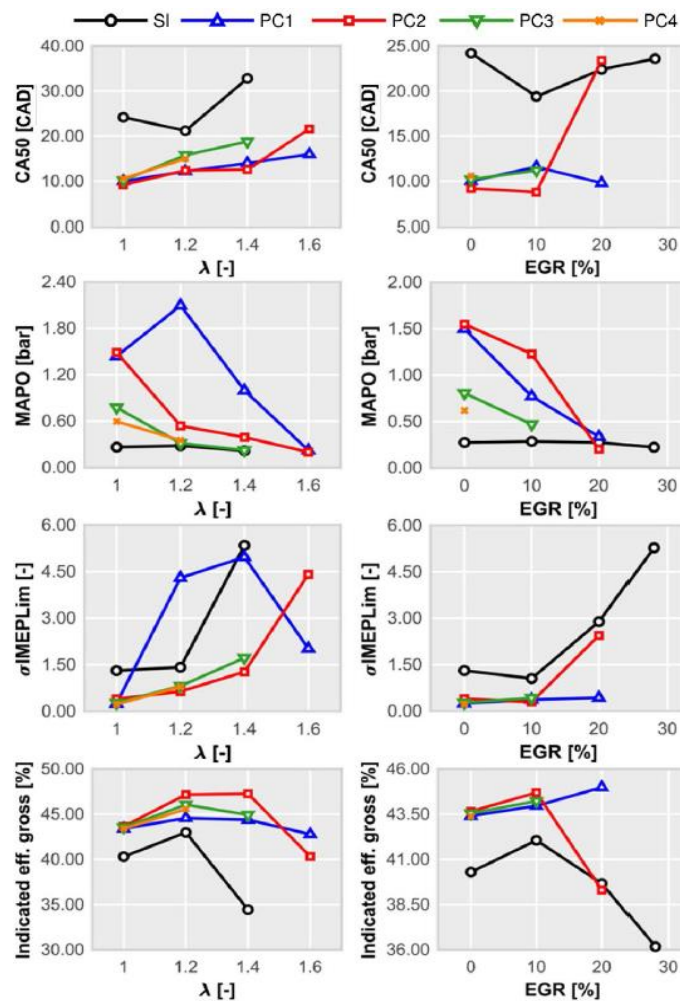 SI PC1 PC2 PC3 PC4
CA50 [CAD]
40.00
30.00
20.00
10.00
0.00
1 1.2 1.4 1.6
λ [-]
CA50 [CAD]
25.00
20.00
15.00
10.00
5.00
0 10 20 30
EGR [%]
MAPO [bar]
2.40
1.80
1.20
0.60
0.00
1 1.2 1.4 1.6
λ [-]
MAPO [bar]
2.00
1.50
1.00
0.50
0.00
0 10 20 30
EGR [%]
σIMEPLim [-]
6.00
4.50
3.00
1.50
0.00
1 1.2 1.4 1.6
λ [-]
σIMEPLim [-]
6.00
4.50
3.00
1.50
0.00
0 10 20 30
EGR [%]
Indicated eff. gross [%]
50.00
45.00
40.00
35.00
30.00
1 1.2 1.4 1.6
λ [-]
Indicated eff. gross [%]
46.00
43.50
41.00
38.50
36.00
0 10 20 30
EGR [%]